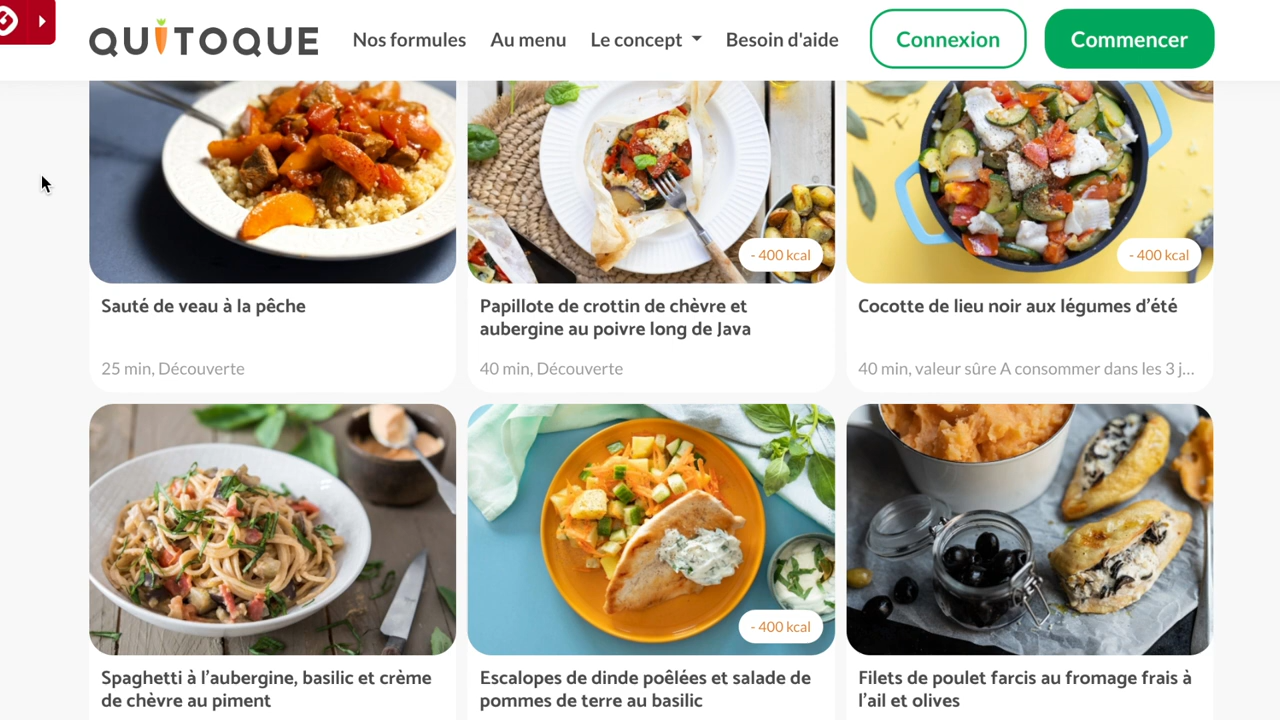 QUITOQUE
Nos formules
Au menu
Le concept
Besoin d'aide
Connexion
Commencer
- 400 kcal
- 400 kcal
Sauté de veau à la pêche
Papillote de crottin de chèvre et
aubergine au poivre long de Java
Cocotte de lieu noir aux légumes d’été
25 min, Découverte
40 min, Découverte
40 min, valeur sûre A consommer dans les 3 j...
- 400 kcal
Spaghetti à l’aubergine, basilic et crème
de chèvre au piment
Escalopes de dinde poêlées et salade de
pommes de terre au basilic
Filets de poulet farcis au fromage frais à
l’ail et olives